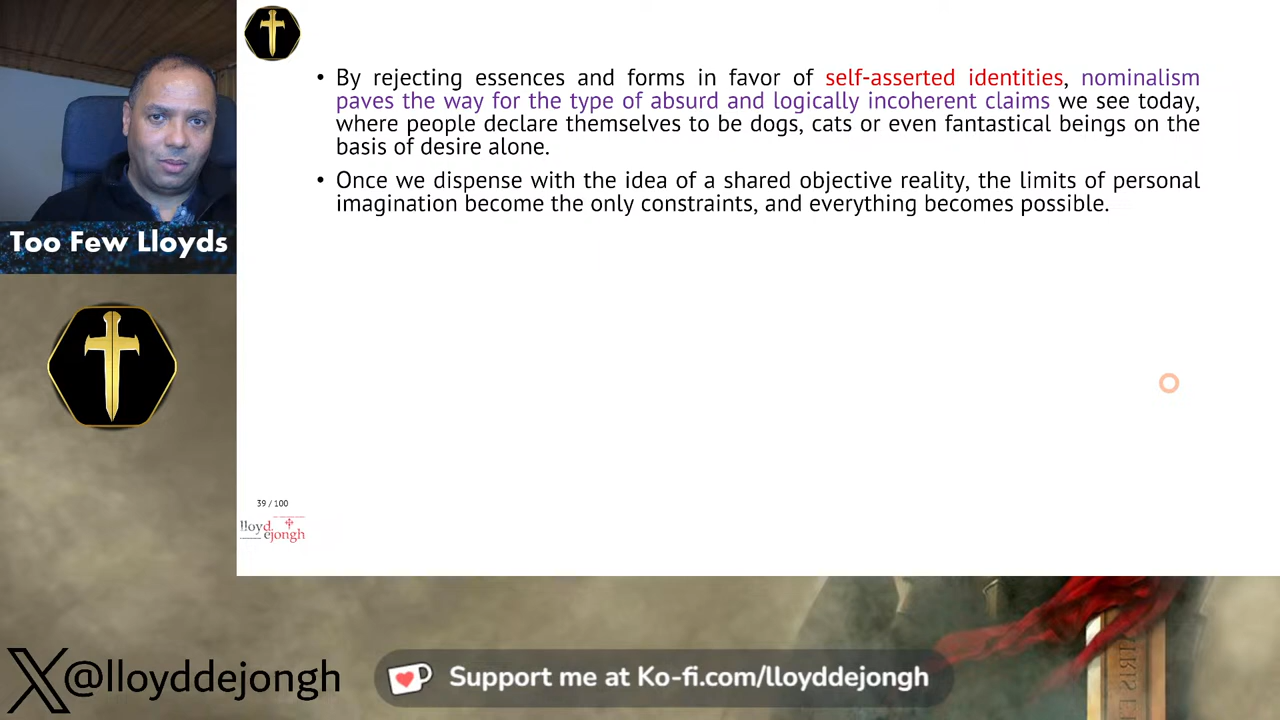 • By rejecting essences and forms in favor of self-asserted identities, nominalism
paves the way for the type of absurd and logically incoherent claims we see today,
where people declare themselves to be dogs, cats or even fantastical beings on the
basis of desire alone.
• Once we dispense with the idea of a shared objective reality, the limits of personal
imagination become the only constraints, and everything becomes possible.
Too Few Lloyds
39 / 100
lloyd
ejongh
X@lloyddejongh
Support me at Ko-fi.com/lloyddejongh